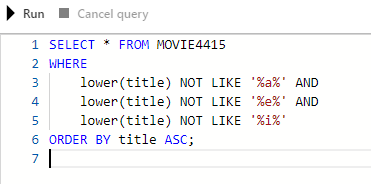 Run Cancel query
1 SELECT * FROM MOVIE4415
2 WHERE
3 lower(title) NOT LIKE '%a%' AND
4 lower(title) NOT LIKE '%e%' AND
5 lower(title) NOT LIKE '%i%'
6 ORDER BY title ASC;
7